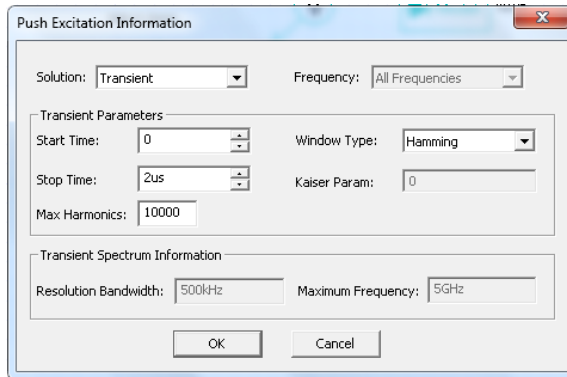 Push Excitation Information
Solution: Transient Frequency: All Frequencies
Transient Parameters
Start Time: 0 Window Type: Hamming
Stop Time: 2us Kaiser Param: 0
Max Harmonics: 10000
Transient Spectrum Information
Resolution Bandwidth: 500kHz Maximum Frequency: 5GHz
OK Cancel